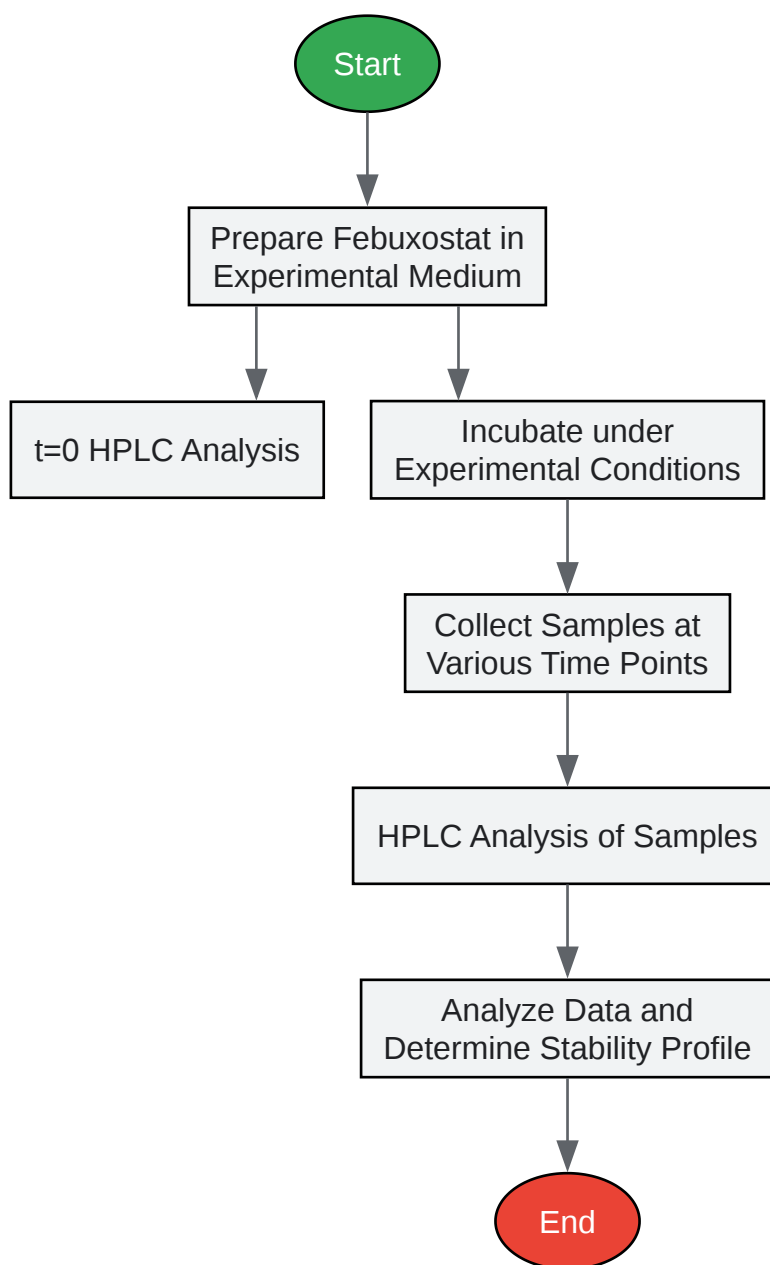 Start
Prepare Febuxostat in
Experimental Medium
t=0 HPLC Analysis
Incubate under
Experimental Conditions
Collect Samples at
Various Time Points
HPLC Analysis of Samples
Analyze Data and
Determine Stability Profile
End